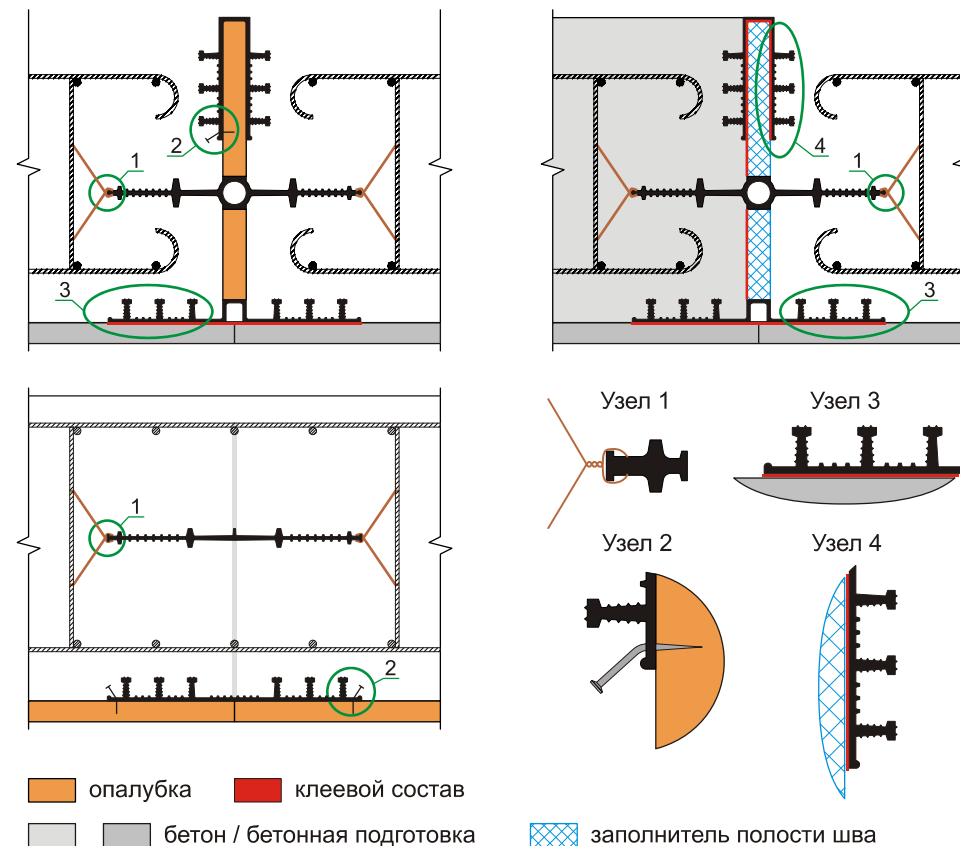 2
1
3
4
1
3
1
2
Узел 1
Узел 3
Узел 2
Узел 4
опалубка
клеевой состав
бетон / бетонная подготовка
заполнитель полости шва